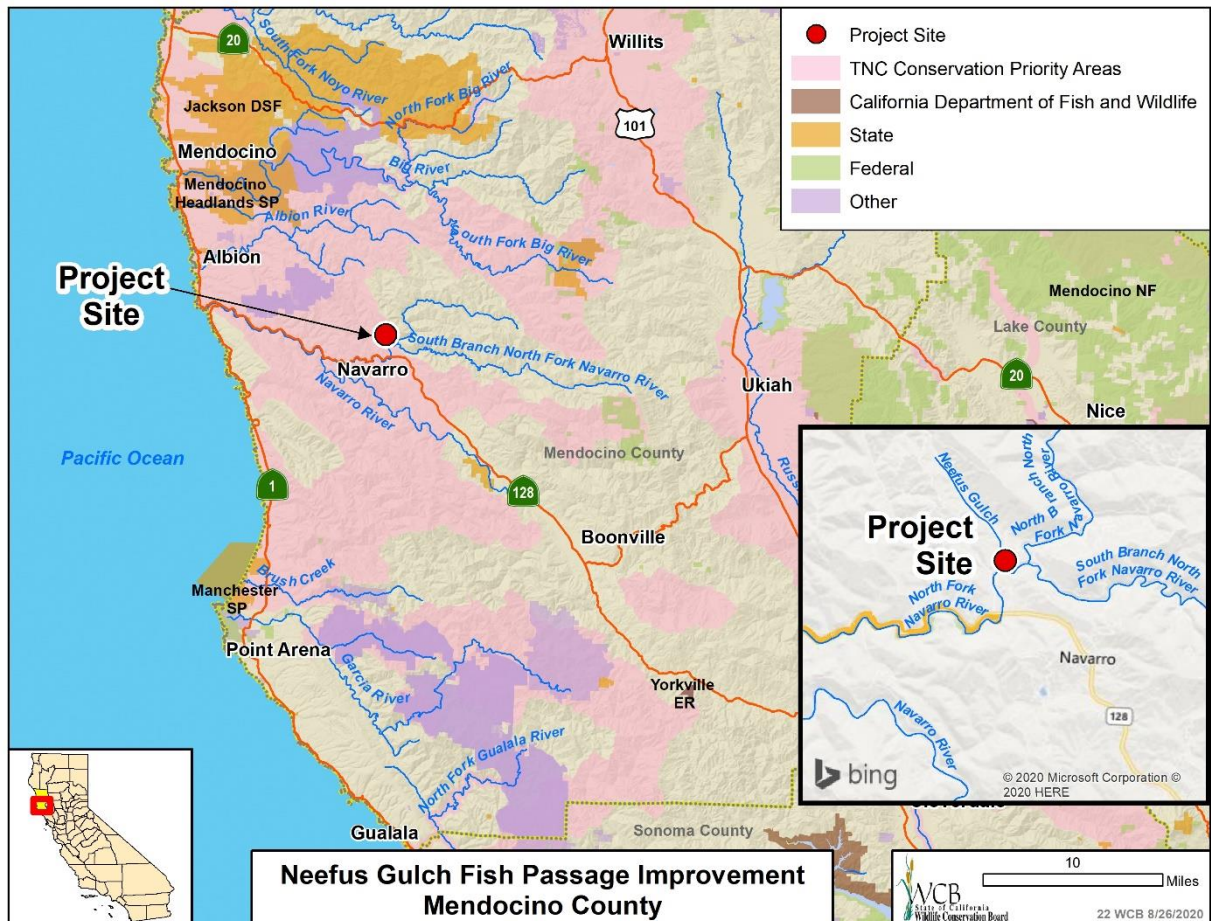 20
South Fork Noyo River
Willits
Jackson DSF
North Fork Big River
101
Mendocino
Big River
Mendocino
Headlands SP
Albion River
South Fork Big River
Albion
Project
Site
South Branch North Fork Navarro River
Navarro
Navarro River
Ukiah
Mendocino County
Pacific Ocean
1
128
Boonville
Brush Creek
Manchester
SP
Point Arena
Garcia River
Yorkville
ER
North Fork Gualala River
Gualala
Sonoma County
Mendocino NF
Lake County
20
Nice
Project Site
TNC Conservation Priority Areas
California Department of Fish and Wildlife
State
Federal
Other
Neefus Gulch
North Branch North
Fork Navarro River
Project
Site
South Branch North
Fork Navarro River
North Fork
Navarro River
Navarro
128
Navarro River
bing
© 2020 Microsoft Corporation ©
2020 HERE
Neefus Gulch Fish Passage Improvement
Mendocino County
WCB
State of California
Wildlife Conservation Board
10
Miles
22 WCB 8/26/2020